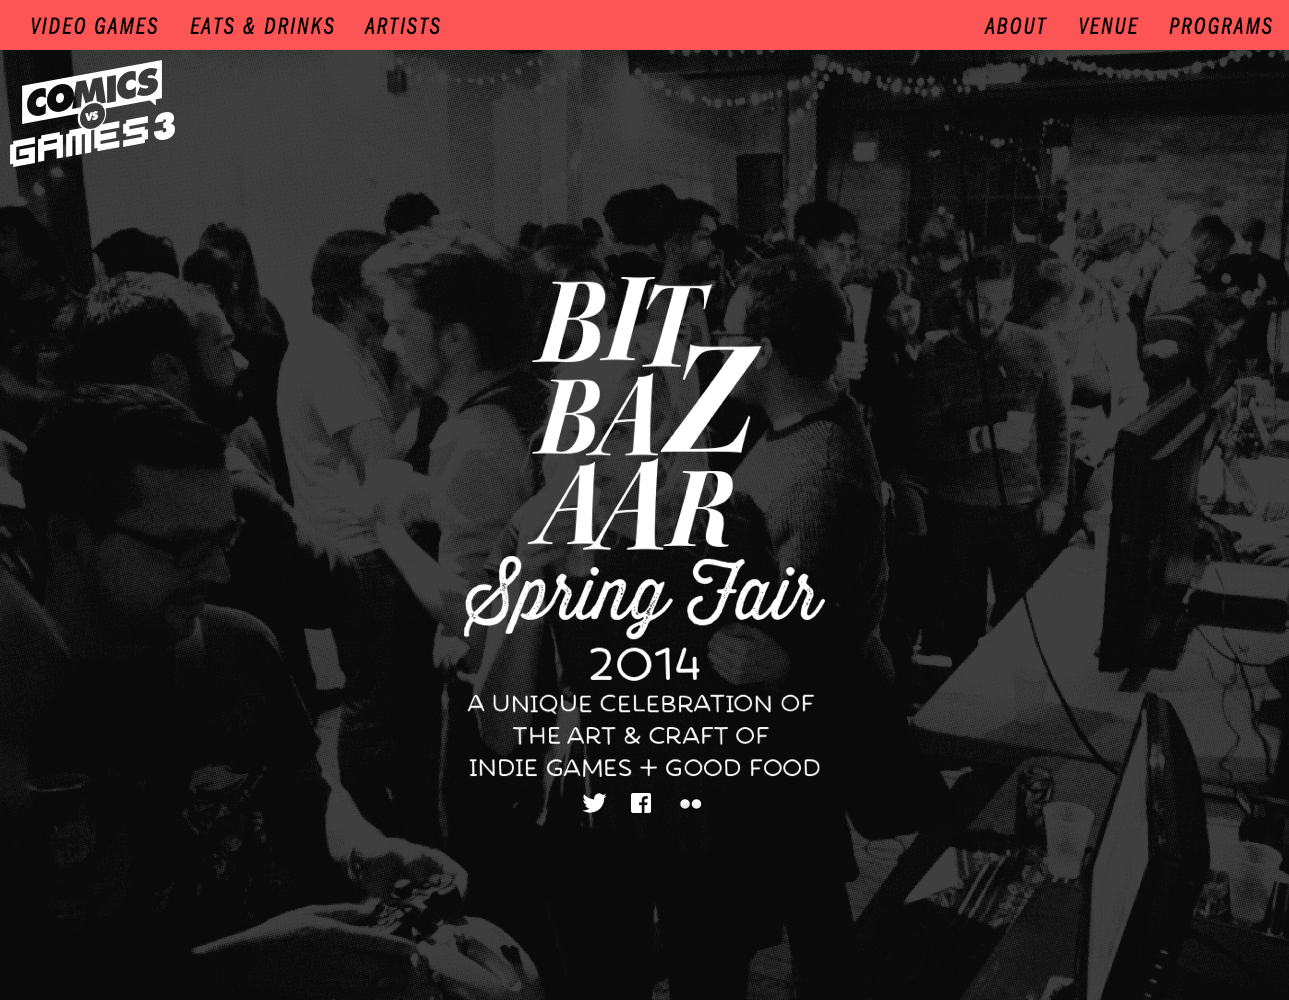 VIDEO GAMES EATS & DRINKS ARTISTS ABOUT VENUE PROGRAMS
COMICS
VS
GAMES 3
BIT
BAZ
AAR
Spring Fair
2014
A UNIQUE CELEBRATION OF
THE ART & CRAFT OF
INDIE GAMES + GOOD FOOD